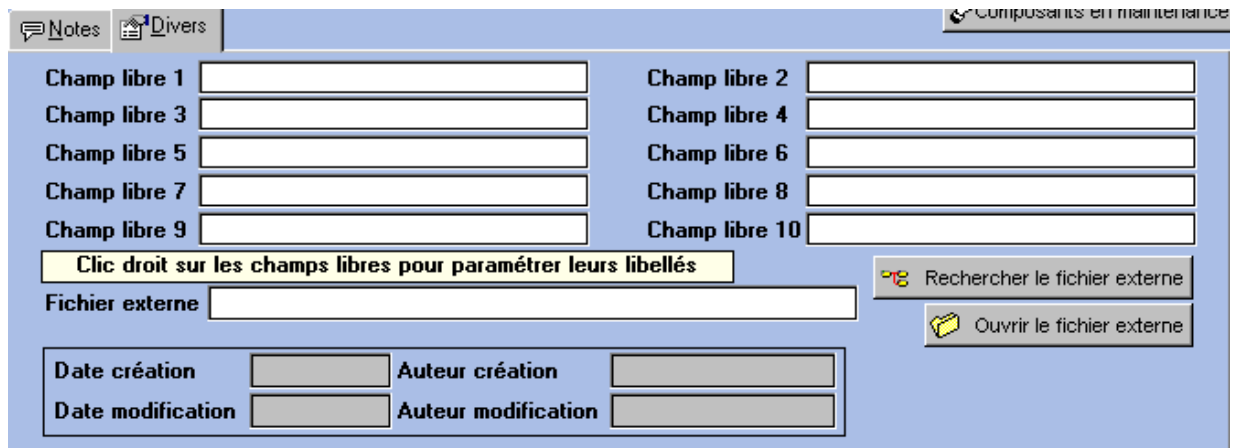 Composants en maintenance
Notes Divers
Champ libre 1 Champ libre 2
Champ libre 3 Champ libre 4
Champ libre 5 Champ libre 6
Champ libre 7 Champ libre 8
Champ libre 9 Champ libre 10
Clic droit sur les champs libres pour paramétrer leurs libellés
Rechercher le fichier externe
Fichier externe
Ouvrir le fichier externe
Date création Auteur création
Date modification Auteur modification